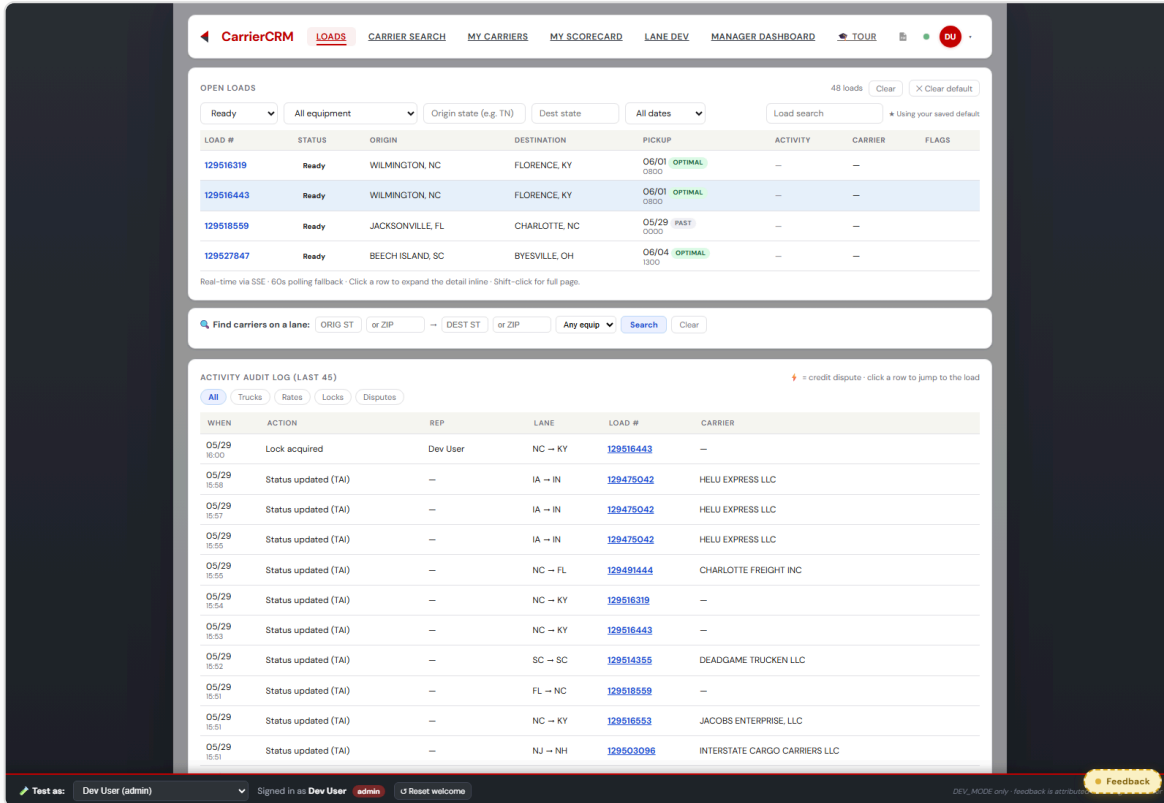 CarrierCRM LOADS CARRIER SEARCH MY CARRIERS MY SCORECARD LANE DEV MANAGER DASHBOARD TOUR DU
OPEN LOADS 48 loads Clear × Clear default
Ready All equipment Origin state (e.g. TN) Dest state All dates Load search ★ Using your saved default
LOAD # STATUS ORIGIN DESTINATION PICKUP ACTIVITY CARRIER FLAGS
129516319 Ready WILMINGTON, NC FLORENCE, KY 06/01 OPTIMAL — —
0800
129516443 Ready WILMINGTON, NC FLORENCE, KY 06/01 OPTIMAL — —
0800
129518559 Ready JACKSONVILLE, FL CHARLOTTE, NC 05/29 PAST — —
0000
129527847 Ready BEECH ISLAND, SC BYESVILLE, OH 06/04 OPTIMAL — —
1300
Real-time via SSE · 60s polling fallback · Click a row to expand the detail inline · Shift-click for full page.
Find carriers on a lane: ORIG ST or ZIP → DEST ST or ZIP Any equip Search Clear
ACTIVITY AUDIT LOG (LAST 45) = credit dispute · click a row to jump to the load
All Trucks Rates Locks Disputes
WHEN ACTION REP LANE LOAD # CARRIER
05/29 Lock acquired Dev User NC → KY 129516443 —
16:00
05/29 Status updated (TAI) — IA → IN 129475042 HELU EXPRESS LLC
15:58
05/29 Status updated (TAI) — IA → IN 129475042 HELU EXPRESS LLC
15:57
05/29 Status updated (TAI) — IA → IN 129475042 HELU EXPRESS LLC
15:55
05/29 Status updated (TAI) — NC → FL 129491444 CHARLOTTE FREIGHT INC
15:55
05/29 Status updated (TAI) — NC → KY 129516319 —
15:54
05/29 Status updated (TAI) — NC → KY 129516443 —
15:53
05/29 Status updated (TAI) — SC → SC 129514355 DEADGAME TRUCKEN LLC
15:52
05/29 Status updated (TAI) — FL → NC 129518559 —
15:51
05/29 Status updated (TAI) — NC → KY 129516553 JACOBS ENTERPRISE, LLC
15:51
05/29 Status updated (TAI) — NJ → NH 129503096 INTERSTATE CARGO CARRIERS LLC
15:51
Test as: Dev User (admin) Signed in as Dev User admin ↺ Reset welcome DEV_MODE only · feedback is attributed Feedback